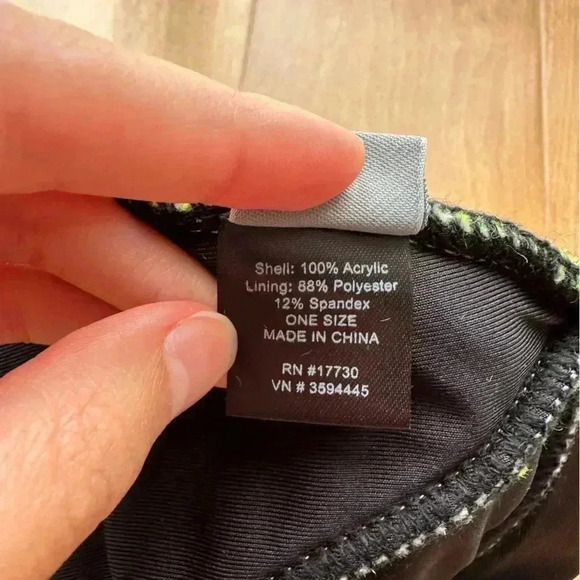 Shell: 100% Acrylic
Lining: 88% Polyester
12% Spandex
ONE SIZE
MADE IN CHINA
RN #17730
VN # 3594445